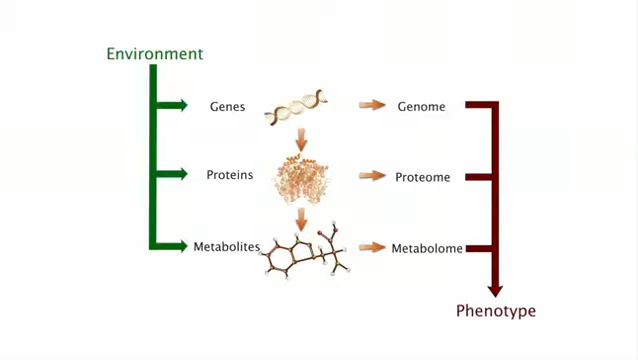 Environment
Genes
Genome
Proteins
Proteome
Metabolites
Metabolome
Phenotype